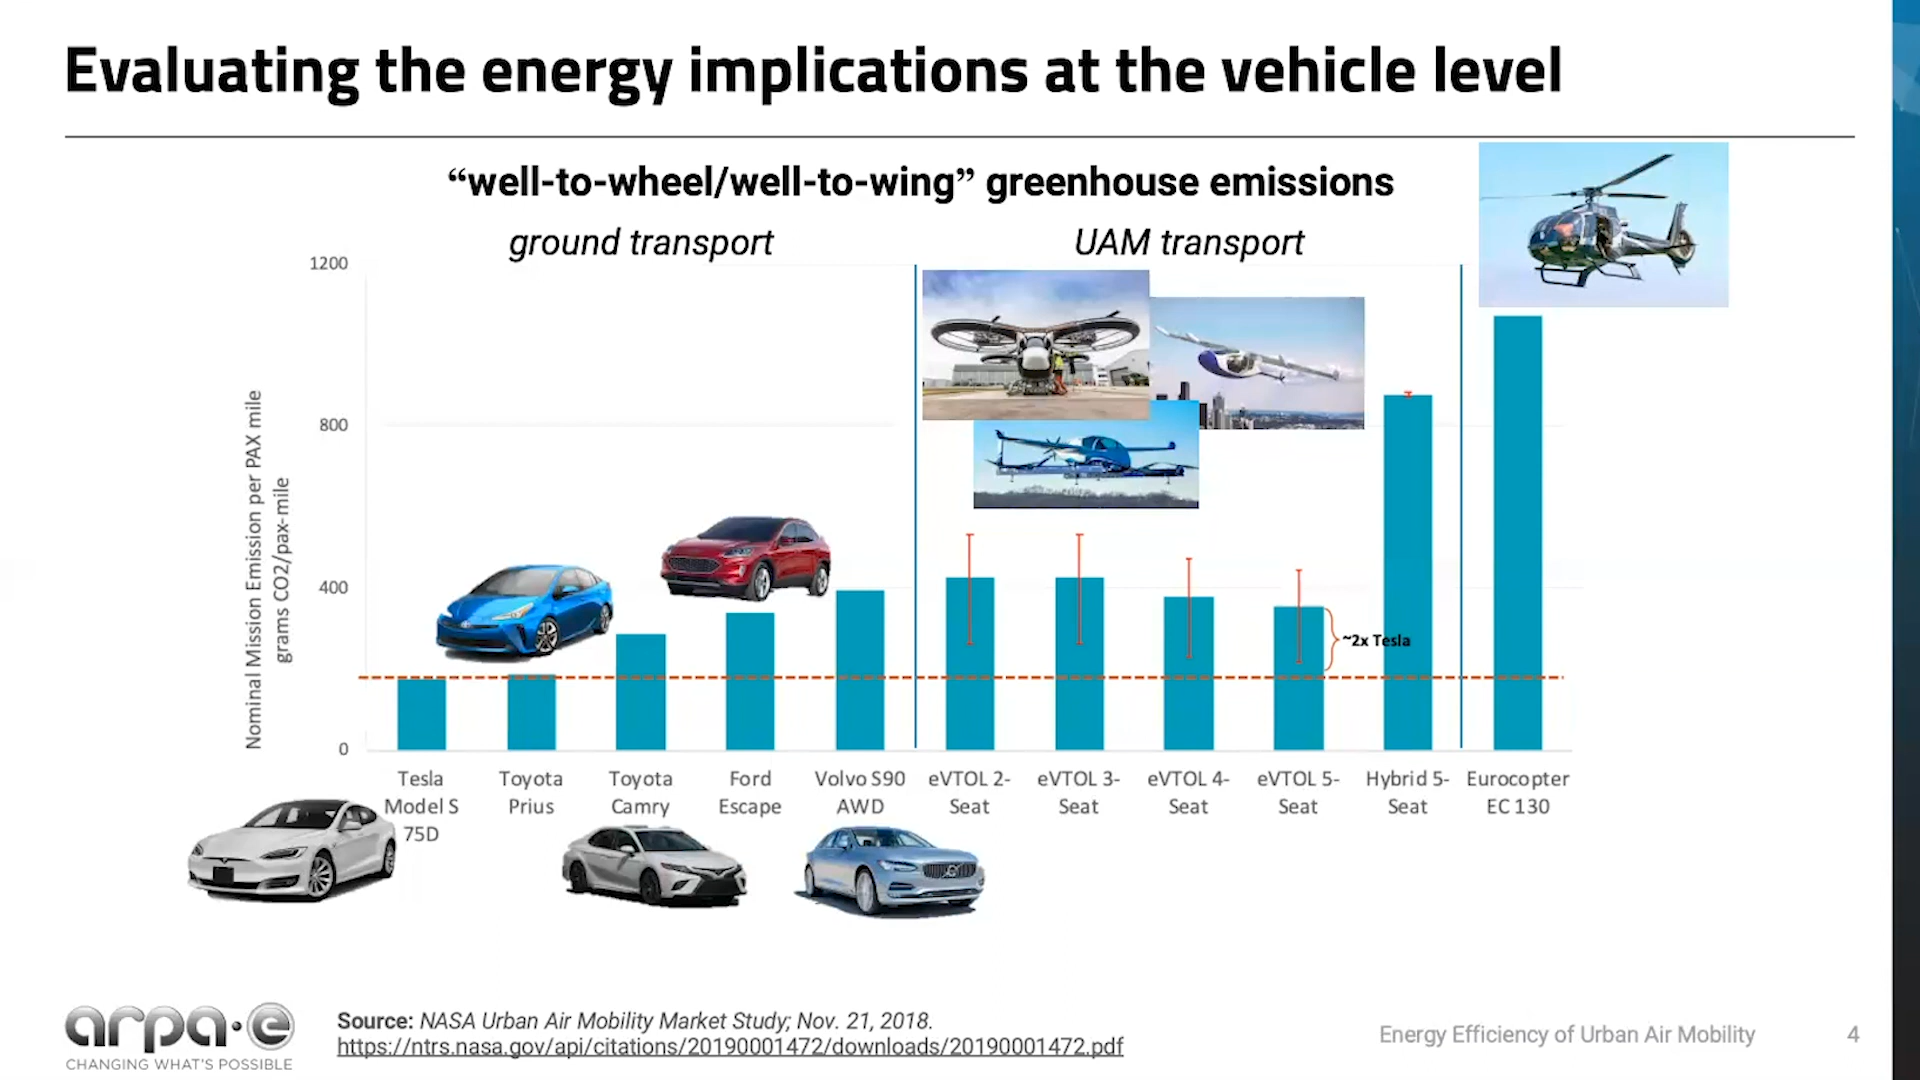 Evaluating the energy implications at the vehicle level
“well-to-wheel/well-to-wing” greenhouse emissions
ground transport
UAM transport
1200
800
400
0
Nominal Mission Emission per PAX mile
grams CO2/pax-mile
~2x Tesla
Tesla
Model S
75D
Toyota
Prius
Toyota
Camry
Ford
Escape
Volvo S90
AWD
eVTOL 2-
Seat
eVTOL 3-
Seat
eVTOL 4-
Seat
eVTOL 5-
Seat
Hybrid 5-
Seat
Eurocopter
EC 130
arpa·e
CHANGING WHAT'S POSSIBLE
Source: NASA Urban Air Mobility Market Study; Nov. 21, 2018.
https://ntrs.nasa.gov/api/citations/20190001472/downloads/20190001472.pdf
Energy Efficiency of Urban Air Mobility
4